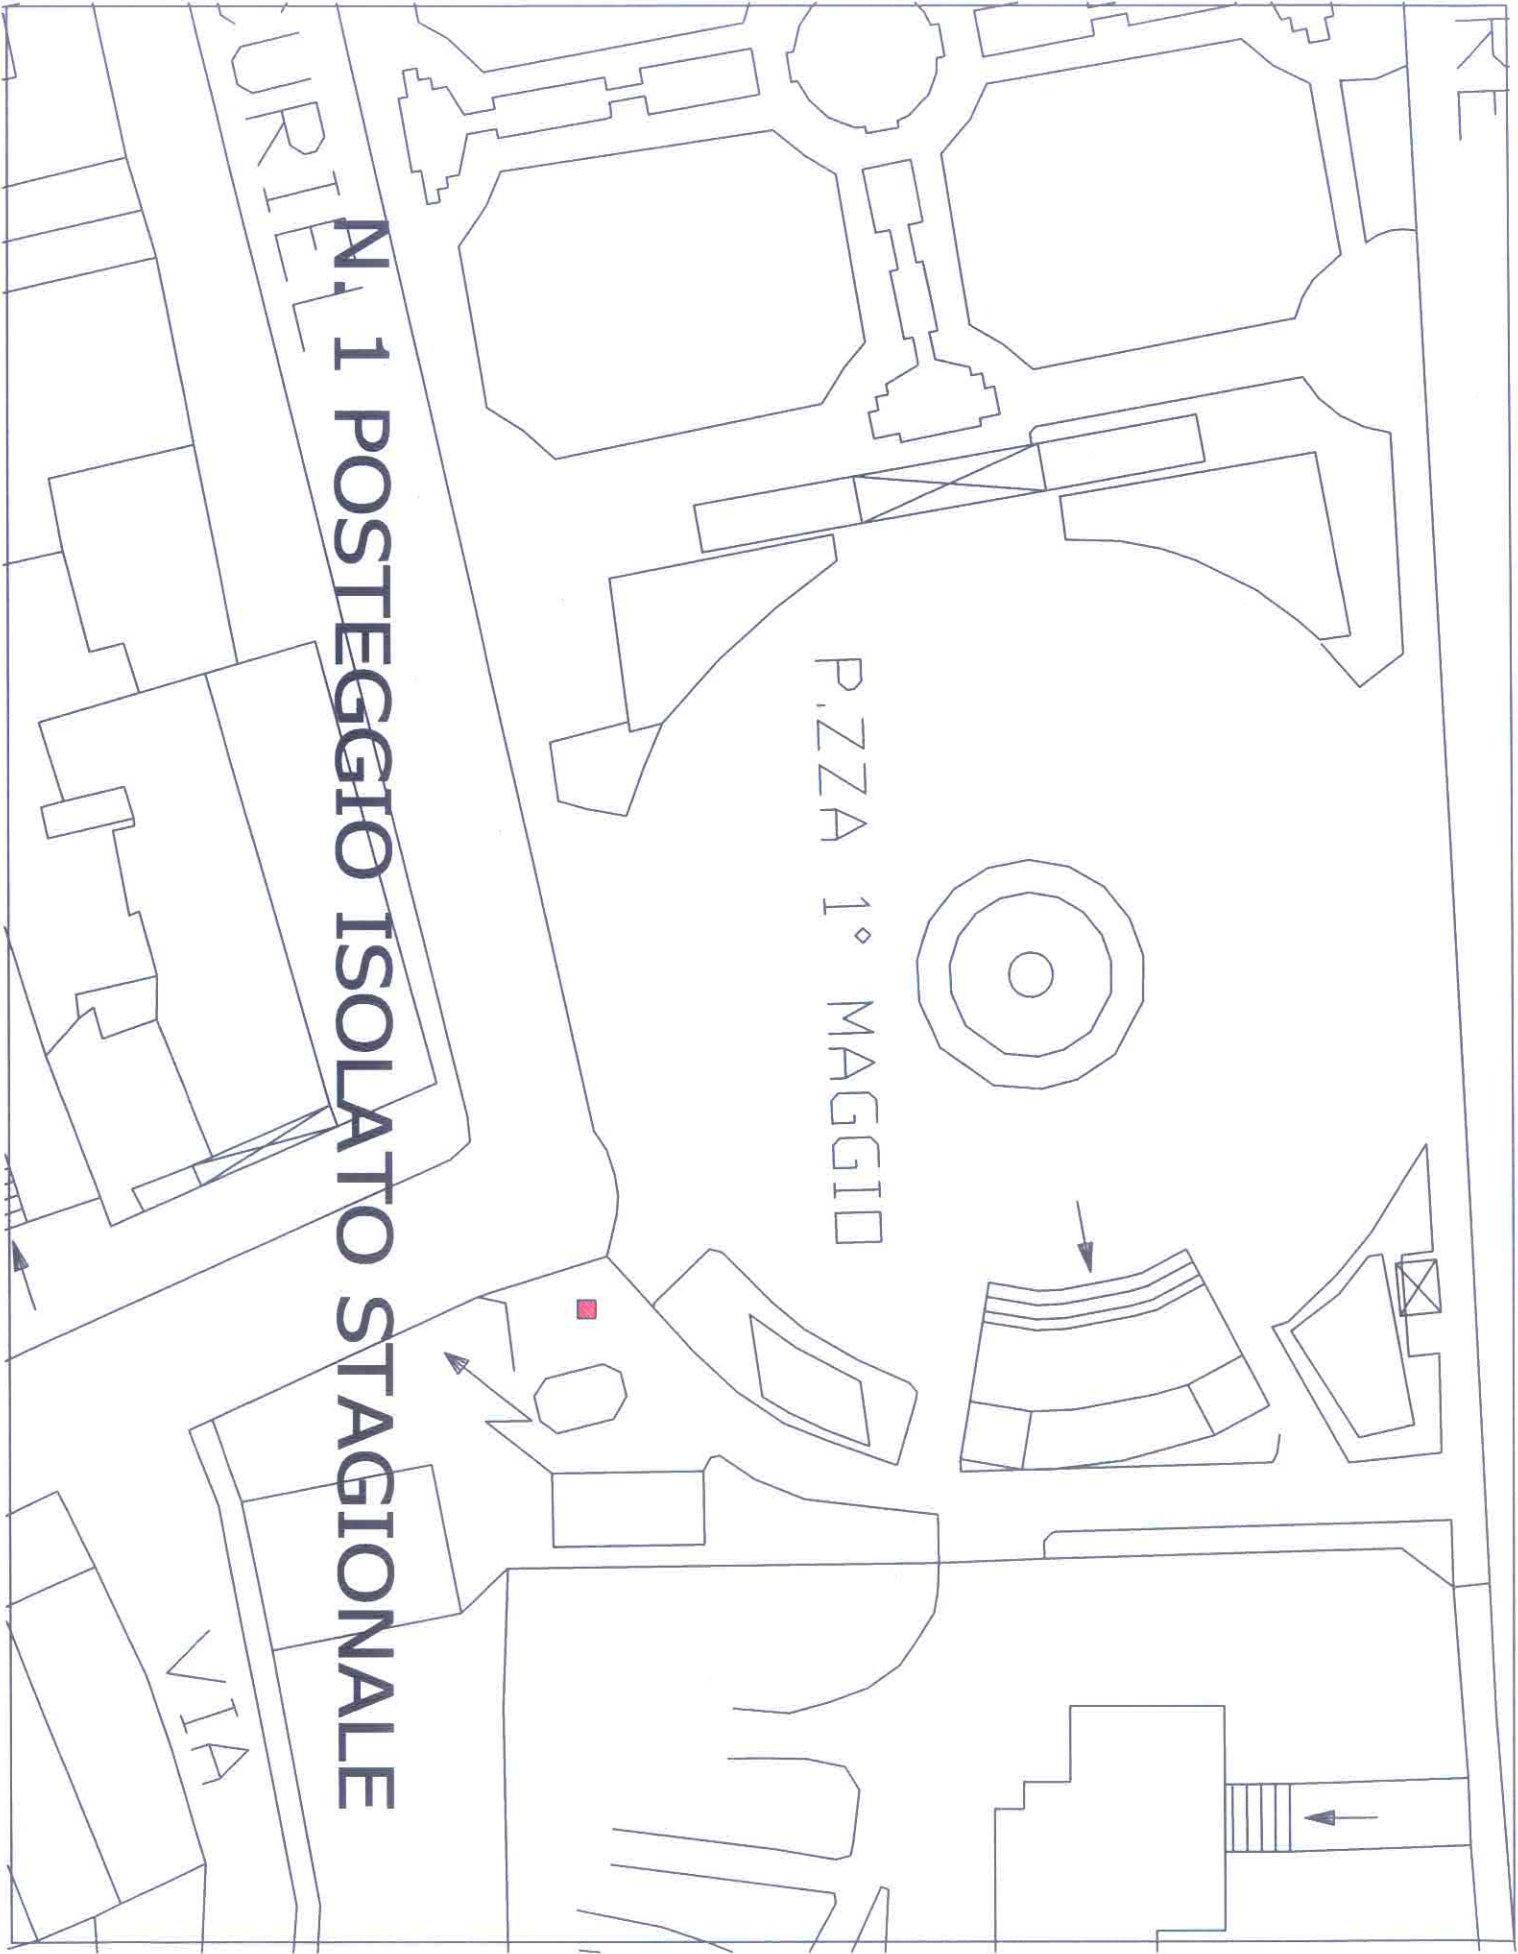 N. 1 POSTEGGIO ISOLATO STAGIONALE
P.ZZA 1° MAGGIO
URIEL
VIA
RE